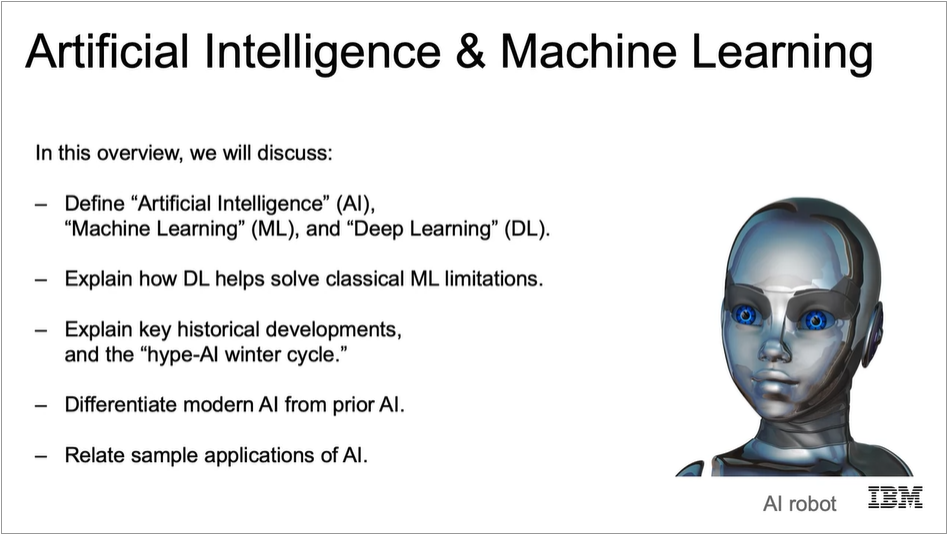 Artificial Intelligence & Machine Learning
In this overview, we will discuss:
– Define “Artificial Intelligence” (AI),
“Machine Learning” (ML), and “Deep Learning” (DL).
– Explain how DL helps solve classical ML limitations.
– Explain key historical developments,
and the “hype-AI winter cycle.”
– Differentiate modern AI from prior AI.
– Relate sample applications of AI.
AI robot
IBM